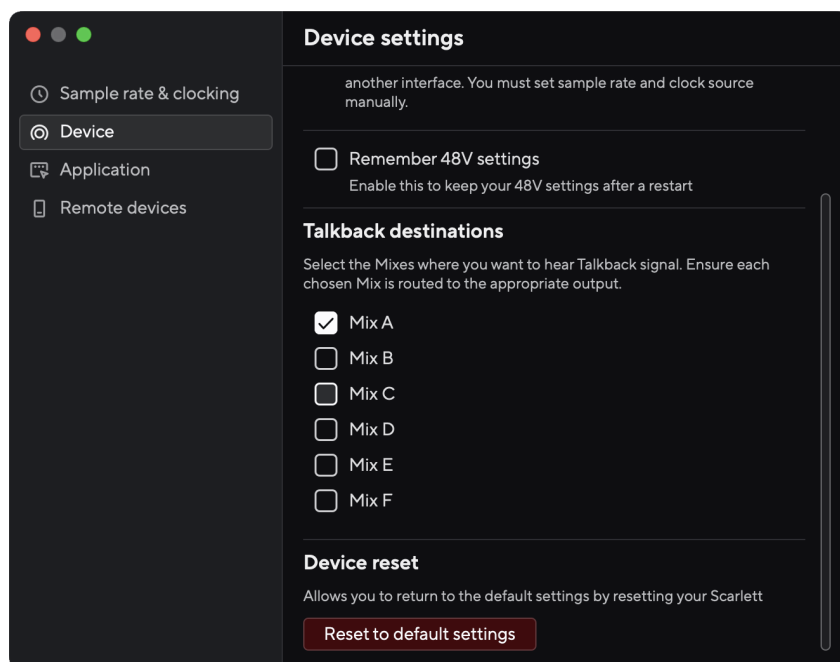 Device settings
Sample rate & clocking
Device
Application
Remote devices
another interface. You must set sample rate and clock source
manually.
Remember 48V settings
Enable this to keep your 48V settings after a restart
Talkback destinations
Select the Mixes where you want to hear Talkback signal. Ensure each
chosen Mix is routed to the appropriate output.
Mix A
Mix B
Mix C
Mix D
Mix E
Mix F
Device reset
Allows you to return to the default settings by resetting your Scarlett
Reset to default settings